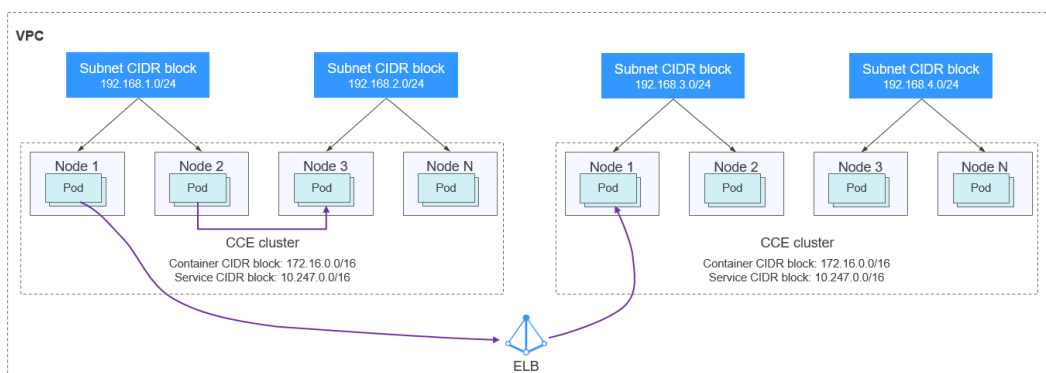 VPC
Subnet CIDR block
192.168.1.0/24
Subnet CIDR block
192.168.2.0/24
Subnet CIDR block
192.168.3.0/24
Subnet CIDR block
192.168.4.0/24
Node 1
Pod
Node 2
Pod
Node 3
Pod
Node N
Pod
Node 1
Pod
Node 2
Pod
Node 3
Pod
Node N
Pod
CCE cluster
Container CIDR block: 172.16.0.0/16
Service CIDR block: 10.247.0.0/16
CCE cluster
Container CIDR block: 172.16.0.0/16
Service CIDR block: 10.247.0.0/16
ELB